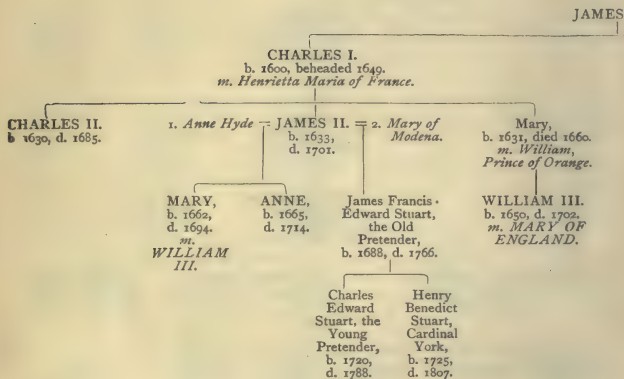 JAMES
CHARLES I.
b. 1600, beheaded 1649.
m. Henrietta Maria of France.
CHARLES II.
b 1630, d. 1685.
1. Anne Hyde = JAMES II. = 2. Mary of
Modena.
b. 1633,
d. 1701.
Mary,
b. 1631, died 1660.
m. William,
Prince of Orange.
MARY,
b. 1662,
d. 1694.
m.
WILLIAM
III.
ANNE,
b. 1665,
d. 1714.
James Francis
Edward Stuart,
the Old
Pretender,
b. 1688, d. 1766.
WILLIAM III.
b. 1650, d. 1702.
m. MARY OF
ENGLAND.
Charles
Edward
Stuart, the
Young
Pretender,
b. 1720,
d. 1788.
Henry
Benedict
Stuart,
Cardinal
York,
b. 1725,
d. 1807.